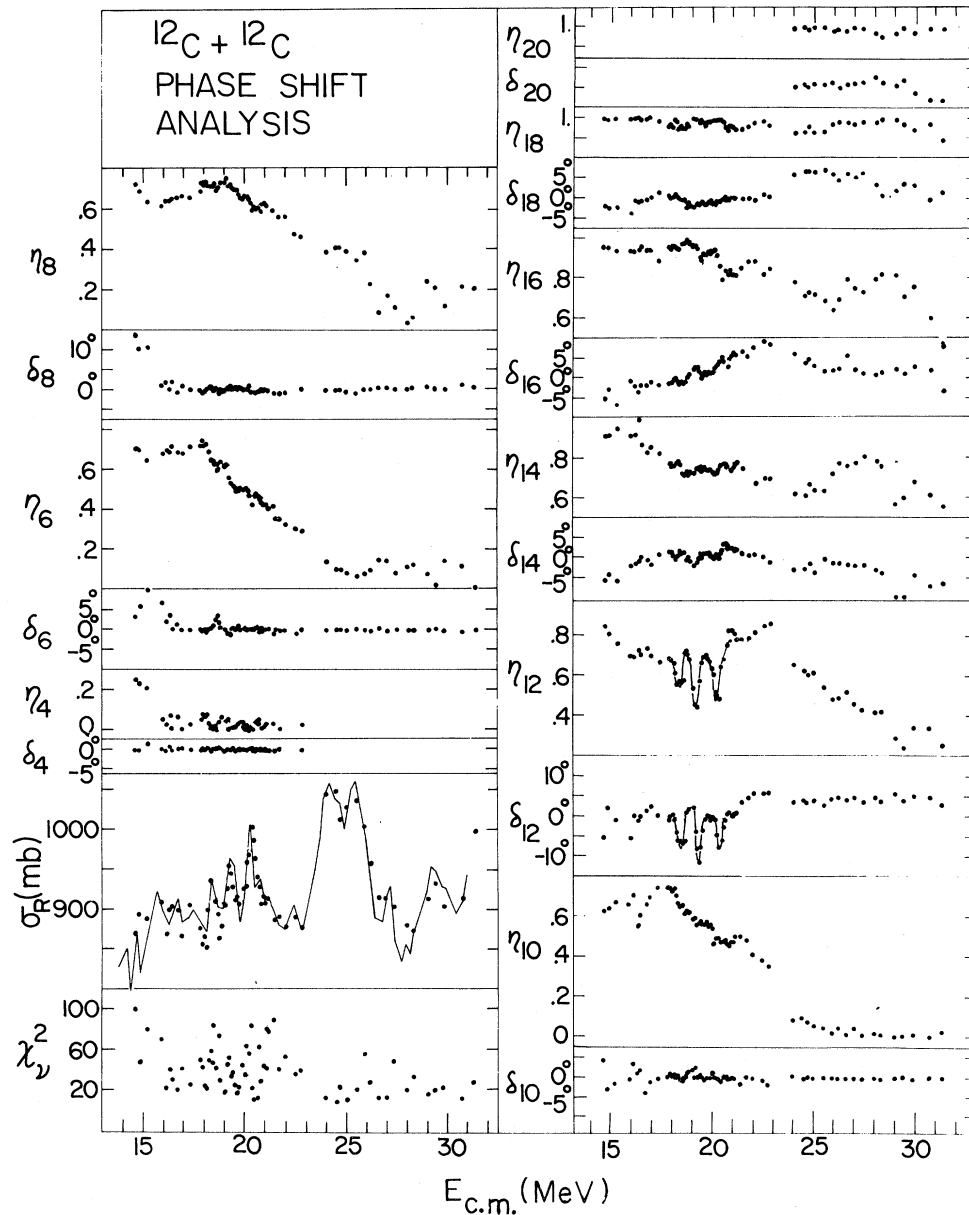 ¹²C + ¹²C
PHASE SHIFT
ANALYSIS
η₈
.6
.4
.2
δ₈
10°
0°
η₆
.6
.4
.2
δ₆
5°
0°
-5°
η₄
.2
0
δ₄
0°
-5°
σ_R (mb)
1000
900
χ²_ν
100
60
20
15 20 25 30
η₂₀
1.
δ₂₀
η₁₈
1.
δ₁₈
5°
0°
-5°
η₁₆
.8
.6
δ₁₆
5°
0°
-5°
η₁₄
.8
.6
δ₁₄
5°
0°
-5°
η₁₂
.8
.6
.4
δ₁₂
10°
0°
-10°
η₁₀
.6
.4
.2
0
δ₁₀
0°
-5°
15 20 25 30
E_c.m. (MeV)